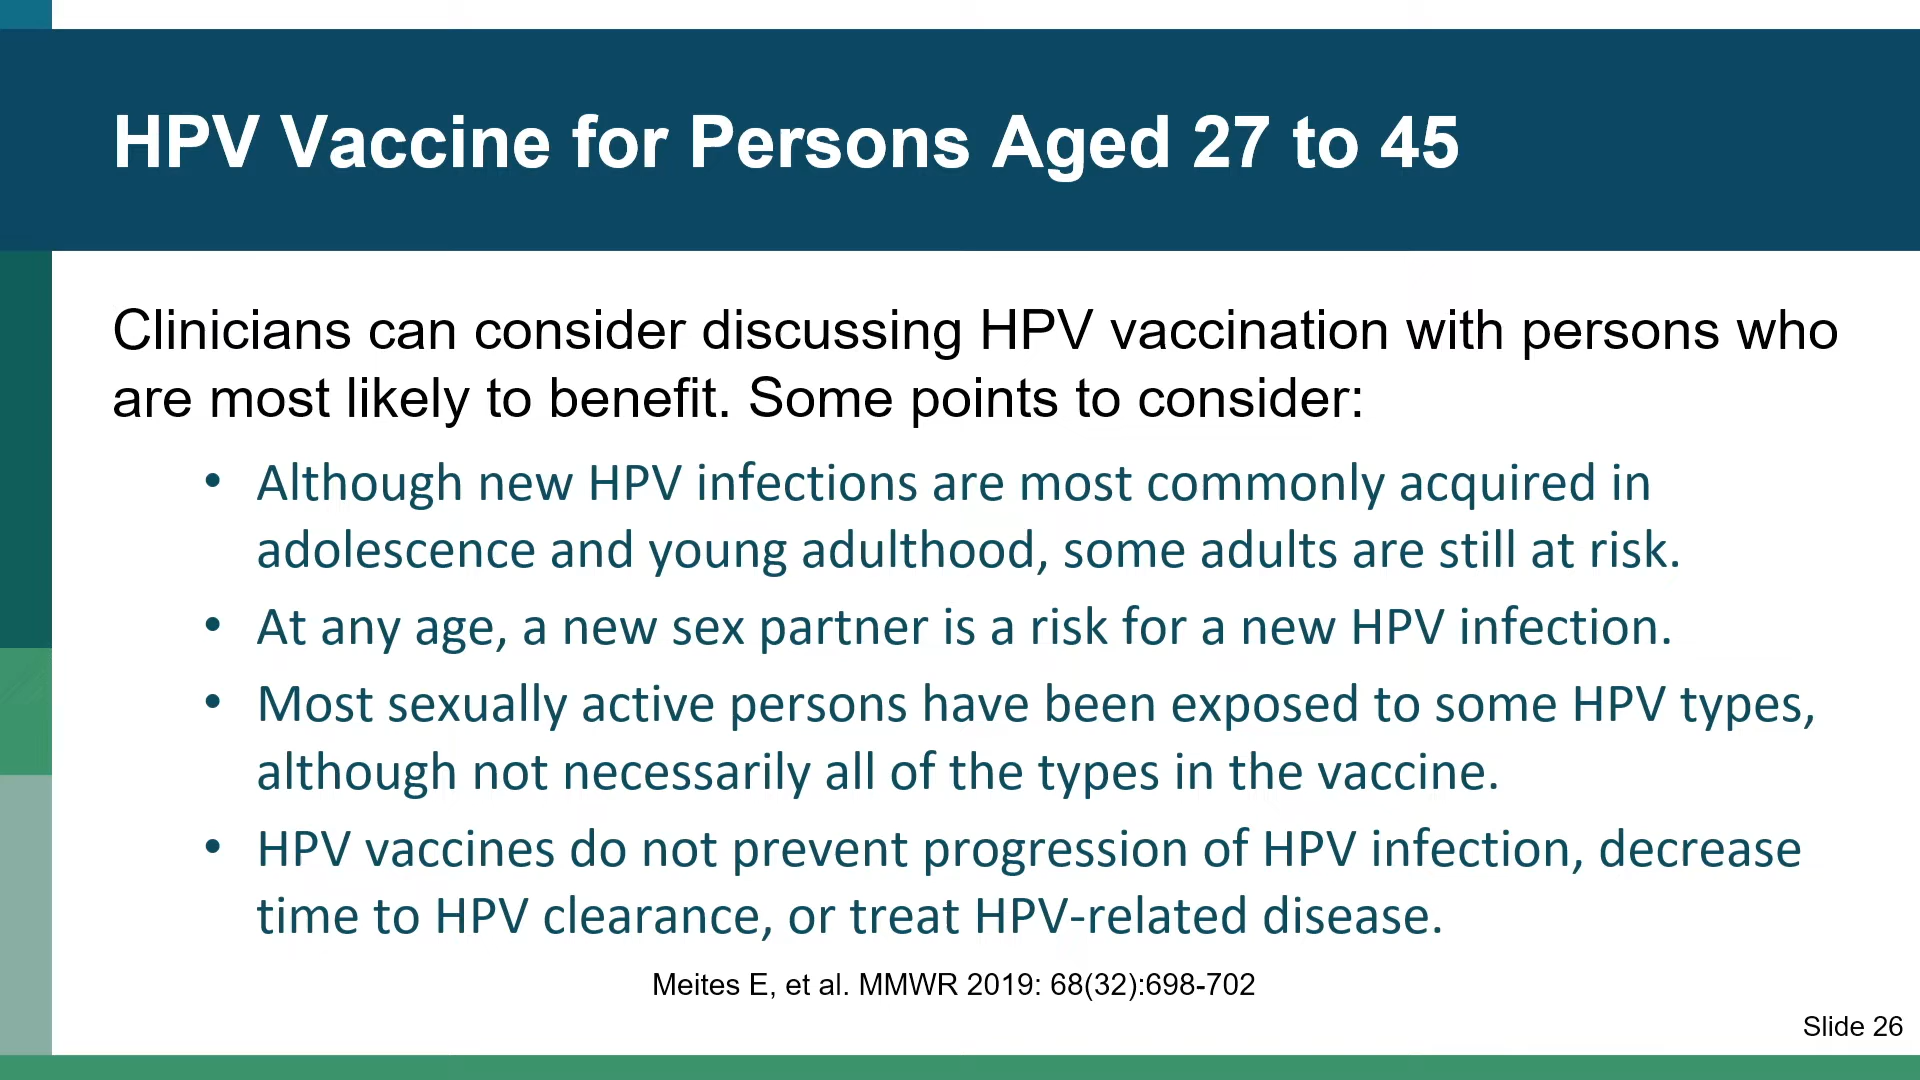 HPV Vaccine for Persons Aged 27 to 45
Clinicians can consider discussing HPV vaccination with persons who
are most likely to benefit. Some points to consider:
• Although new HPV infections are most commonly acquired in
adolescence and young adulthood, some adults are still at risk.
• At any age, a new sex partner is a risk for a new HPV infection.
• Most sexually active persons have been exposed to some HPV types,
although not necessarily all of the types in the vaccine.
• HPV vaccines do not prevent progression of HPV infection, decrease
time to HPV clearance, or treat HPV-related disease.
Meites E, et al. MMWR 2019: 68(32):698-702
Slide 26